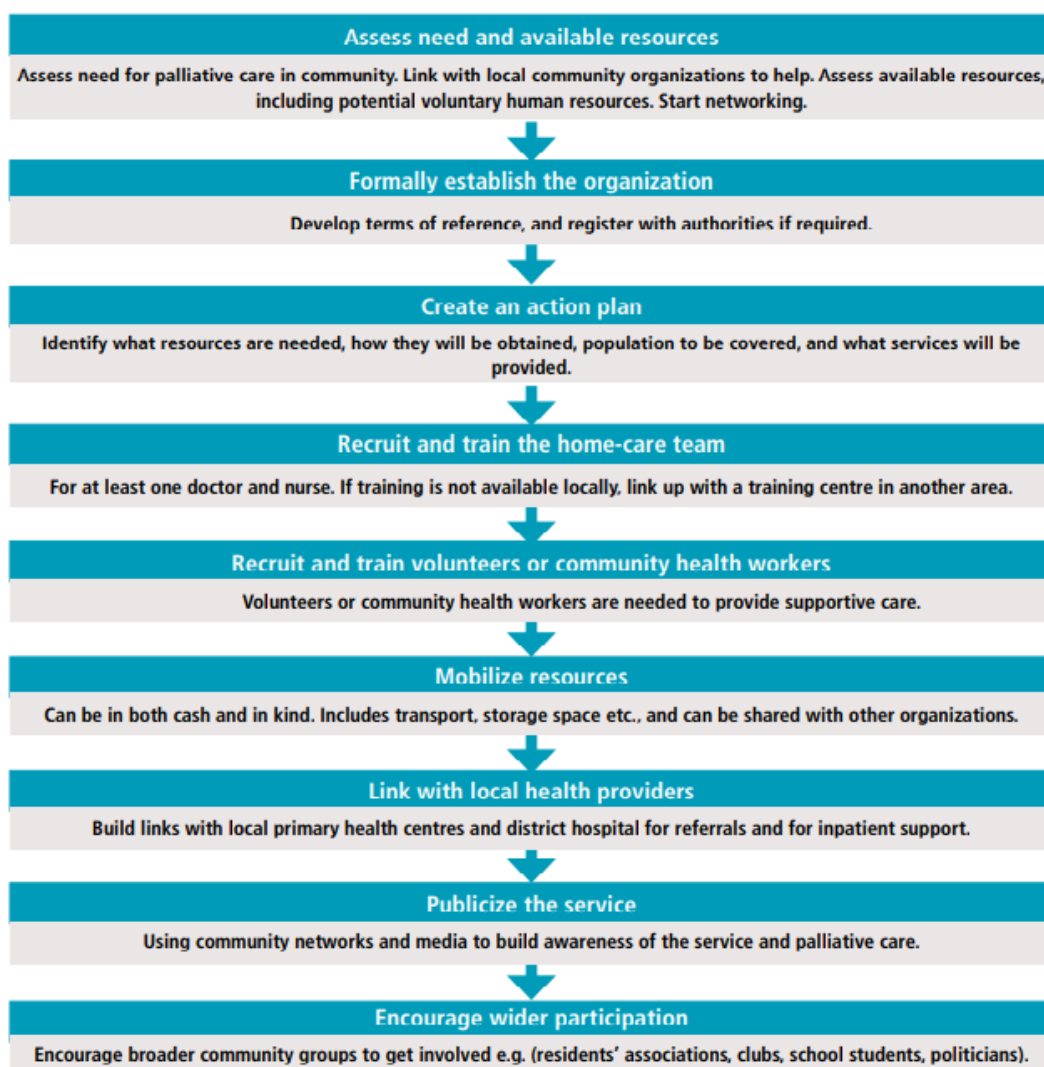 Assess need and available resources
Assess need for palliative care in community. Link with local community organizations to help. Assess available resources,
including potential voluntary human resources. Start networking.
Formally establish the organization
Develop terms of reference, and register with authorities if required.
Create an action plan
Identify what resources are needed, how they will be obtained, population to be covered, and what services will be
provided.
Recruit and train the home-care team
For at least one doctor and nurse. If training is not available locally, link up with a training centre in another area.
Recruit and train volunteers or community health workers
Volunteers or community health workers are needed to provide supportive care.
Mobilize resources
Can be in both cash and in kind. Includes transport, storage space etc., and can be shared with other organizations.
Link with local health providers
Build links with local primary health centres and district hospital for referrals and for inpatient support.
Publicize the service
Using community networks and media to build awareness of the service and palliative care.
Encourage wider participation
Encourage broader community groups to get involved e.g. (residents’ associations, clubs, school students, politicians).